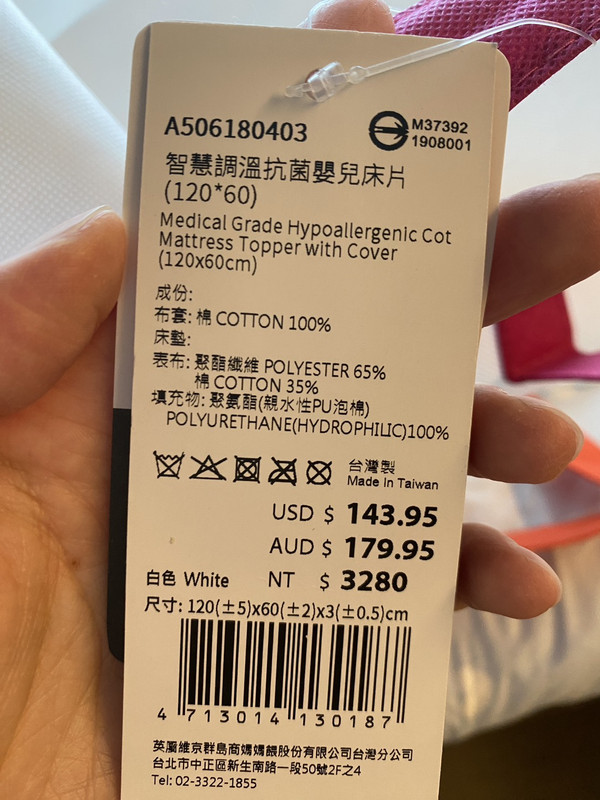 A506180403
M37392
1908001
智慧調溫抗菌嬰兒床片
(120*60)
Medical Grade Hypoallergenic Cot
Mattress Topper with Cover
(120x60cm)
成份:
布套: 棉 COTTON 100%
床墊:
表布: 聚酯纖維 POLYESTER 65%
棉 COTTON 35%
填充物: 聚氨酯(親水性PU泡棉)
POLYURETHANE(HYDROPHILIC)100%
台灣製
Made In Taiwan
USD $ 143.95
AUD $ 179.95
白色 White NT $ 3280
尺寸: 120(±5)x60(±2)x3(±0.5)cm
4 713014 130187
英屬維京群島商媽媽餵股份有限公司台灣分公司
台北市中正區新生南路一段50號2F之4
Tel: 02-3322-1855